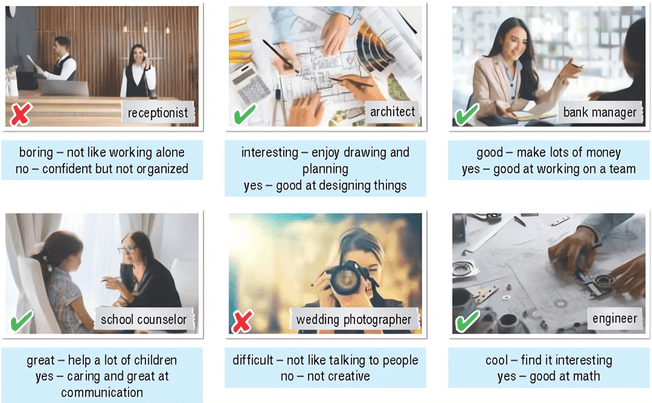 receptionist
boring – not like working alone
no – confident but not organized
architect
interesting – enjoy drawing and
planning
yes – good at designing things
bank manager
good – make lots of money
yes – good at working on a team
school counselor
great – help a lot of children
yes – caring and great at
communication
wedding photographer
difficult – not like talking to people
no – not creative
engineer
cool – find it interesting
yes – good at math